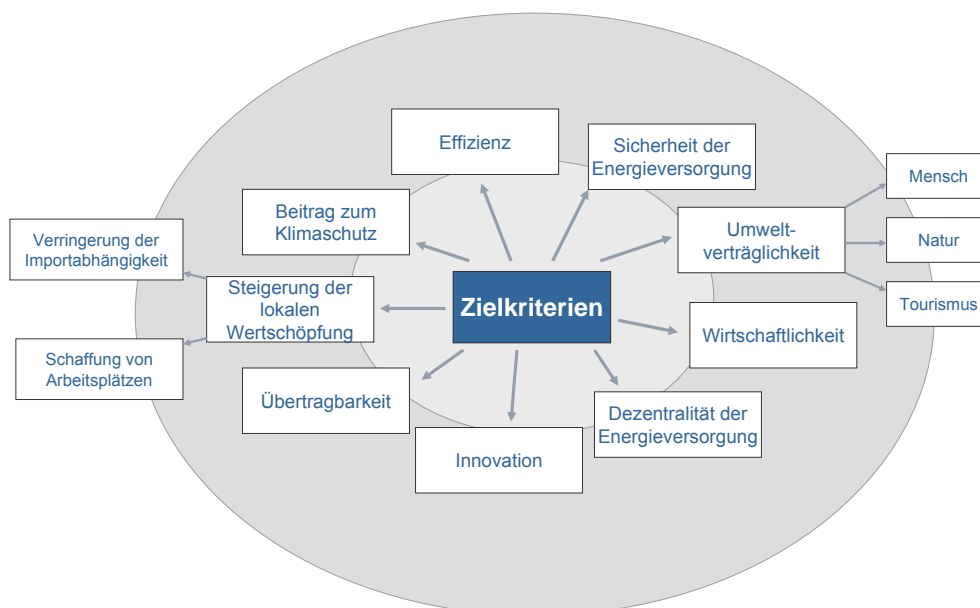 Effizienz
Sicherheit der
Energieversorgung
Mensch
Beitrag zum
Klimaschutz
Umwelt-
verträglichkeit
Natur
Verringerung der
Importabhängigkeit
Steigerung der
lokalen
Wertschöpfung
Zielkriterien
Tourismus
Wirtschaftlichkeit
Schaffung von
Arbeitsplätzen
Übertragbarkeit
Dezentralität der
Energieversorgung
Innovation